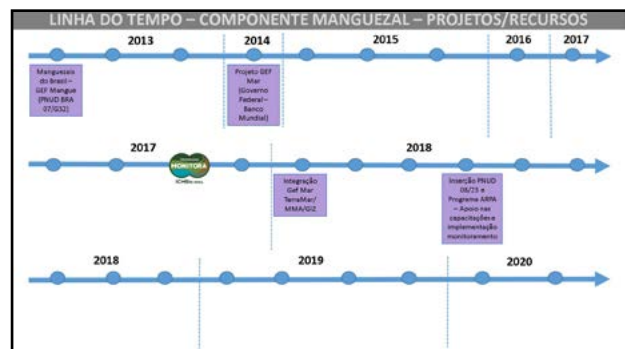 LINHA DO TEMPO – COMPONENTE MANGUEZAL – PROJETOS/RECURSOS
2013
2014
2015
2016
2017
Manguezais
do Brasil –
GEF Mangue
(PNUD BRA
07/G32)
Projeto GEF
Mar
(Governo
Federal –
Banco
Mundial)
2017
2018
MONITORA
Integração
Gef Mar
TerraMar/
MMA/GIZ
Inserção PNUD
08/23 e
Programa ARPA
– Apoio nas
capacitações e
implementação
monitoramento
2018
2019
2020